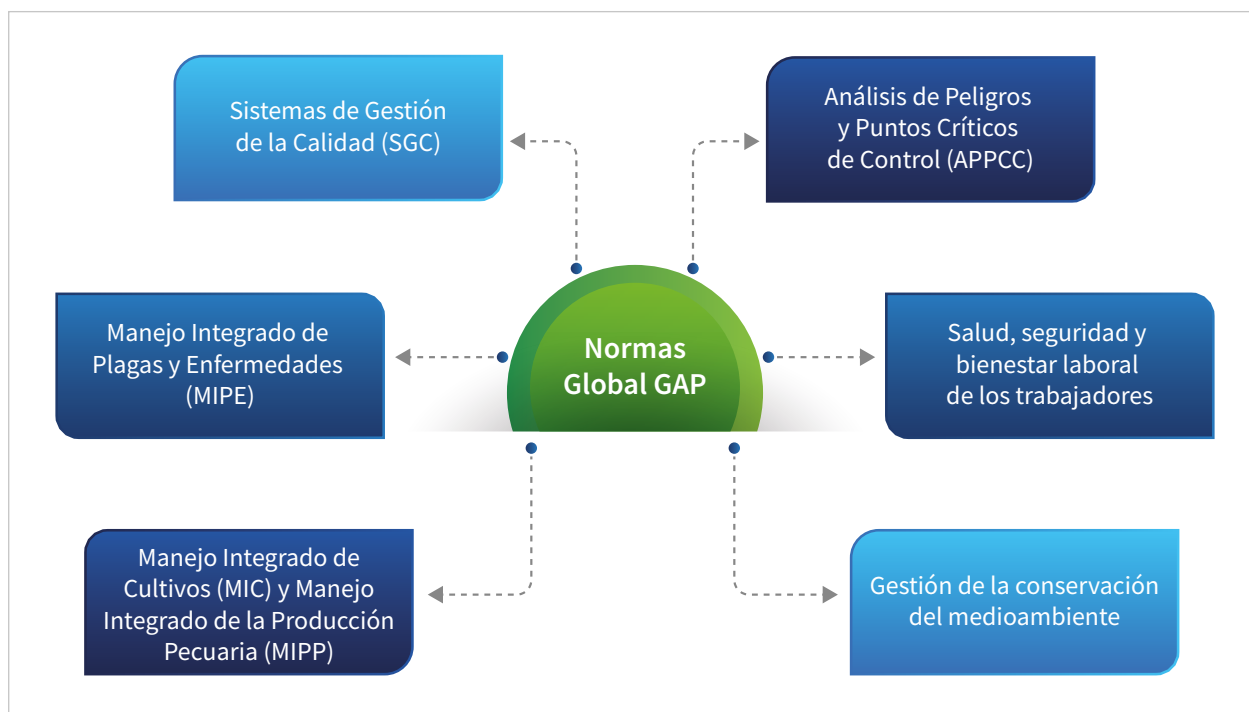 Sistemas de Gestión
de la Calidad (SGC)
Análisis de Peligros
y Puntos Críticos
de Control (APPCC)
Manejo Integrado de
Plagas y Enfermedades
(MIPE)
Normas
Global GAP
Salud, seguridad y
bienestar laboral
de los trabajadores
Manejo Integrado de
Cultivos (MIC) y Manejo
Integrado de la Producción
Pecuaria (MIPP)
Gestión de la conservación
del medioambiente